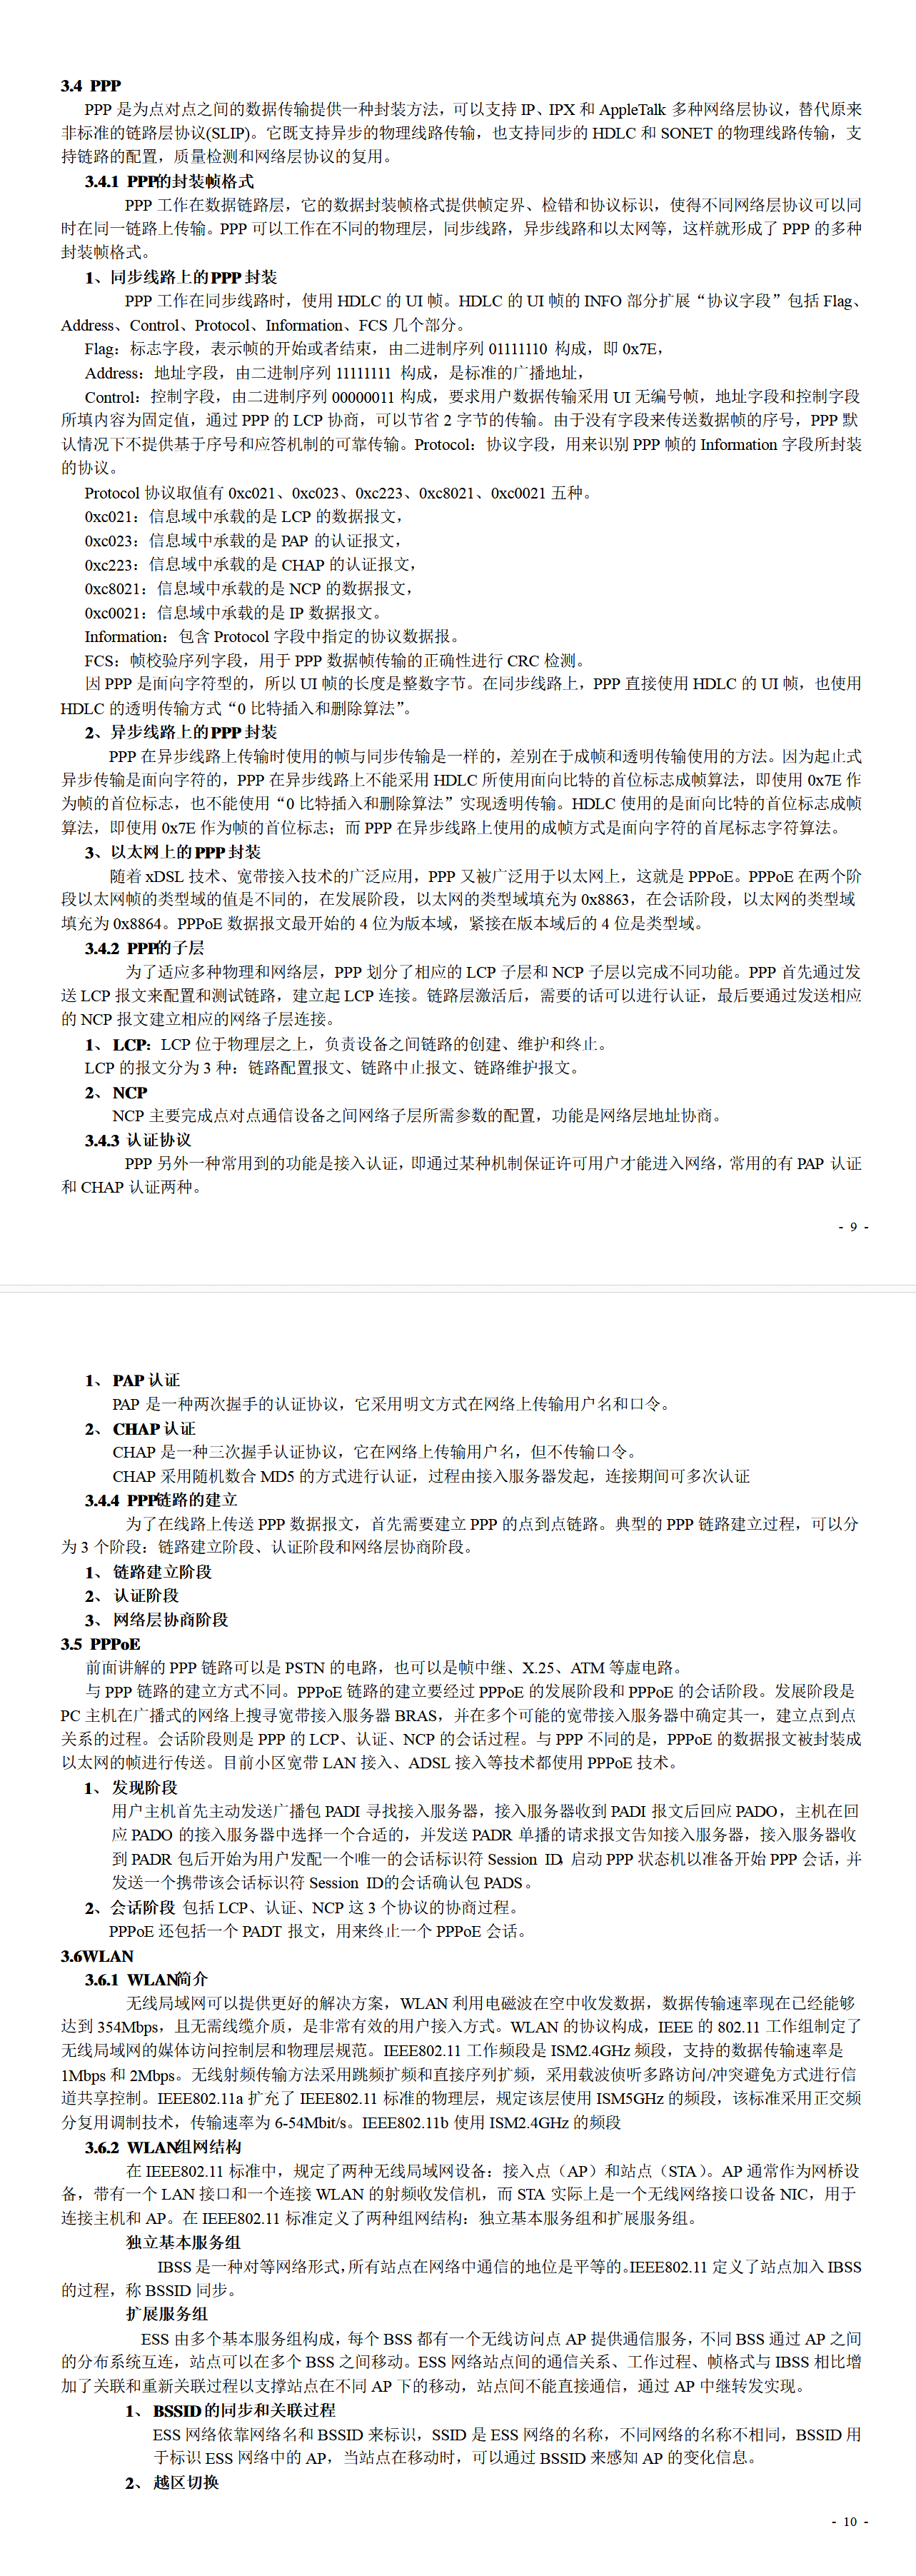 3.4 PPP
PPP 是为点对点之间的数据传输提供一种封装方法，可以支持 IP、IPX 和 AppleTalk 多种网络层协议，替代原来
非标准的链路层协议(SLIP)。它既支持异步的物理线路传输，也支持同步的 HDLC 和 SONET 的物理线路传输，支
持链路的配置，质量检测和网络层协议的复用。
3.4.1 PPP的封装帧格式
PPP 工作在数据链路层，它的数据封装帧格式提供帧定界、检错和协议标识，使得不同网络层协议可以同
时在同一链路上传输。PPP 可以工作在不同的物理层，同步线路，异步线路和以太网等，这样就形成了 PPP 的多种
封装帧格式。
1、同步线路上的PPP 封装
PPP 工作在同步线路时，使用 HDLC 的 UI 帧。HDLC 的 UI 帧的 INFO 部分扩展“协议字段”包括 Flag、
Address、Control、Protocol、Information、FCS 几个部分。
Flag：标志字段，表示帧的开始或者结束，由二进制序列 01111110 构成，即 0x7E，
Address：地址字段，由二进制序列 11111111 构成，是标准的广播地址，
Control：控制字段，由二进制序列 00000011 构成，要求用户数据传输采用 UI 无编号帧，地址字段和控制字段
所填内容为固定值，通过 PPP 的 LCP 协商，可以节省 2 字节的传输。由于没有字段来传送数据帧的序号，PPP 默
认情况下不提供基于序号和应答机制的可靠传输。Protocol：协议字段，用来识别 PPP 帧的 Information 字段所封装
的协议。
Protocol 协议取值有 0xc021、0xc023、0xc223、0xc8021、0xc0021 五种。
0xc021：信息域中承载的是 LCP 的数据报文，
0xc023：信息域中承载的是 PAP 的认证报文，
0xc223：信息域中承载的是 CHAP 的认证报文，
0xc8021：信息域中承载的是 NCP 的数据报文，
0xc0021：信息域中承载的是 IP 数据报文。
Information：包含 Protocol 字段中指定的协议数据报。
FCS：帧校验序列字段，用于 PPP 数据帧传输的正确性进行 CRC 检测。
因 PPP 是面向字符型的，所以 UI 帧的长度是整数字节。在同步线路上，PPP 直接使用 HDLC 的 UI 帧，也使用
HDLC 的透明传输方式“0 比特插入和删除算法”。
2、异步线路上的PPP 封装
PPP 在异步线路上传输时使用的帧与同步传输是一样的，差别在于成帧和透明传输使用的方法。因为起止式
异步传输是面向字符的，PPP 在异步线路上不能采用 HDLC 所使用面向比特的首位标志成帧算法，即使用 0x7E 作
为帧的首位标志，也不能使用“0 比特插入和删除算法”实现透明传输。HDLC 使用的是面向比特的首位标志成帧
算法，即使用 0x7E 作为帧的首位标志；而 PPP 在异步线路上使用的成帧方式是面向字符的首尾标志字符算法。
3、以太网上的PPP 封装
随着 xDSL 技术、宽带接入技术的广泛应用，PPP 又被广泛用于以太网上，这就是 PPPoE。PPPoE 在两个阶
段以太网帧的类型域的值是不同的，在发展阶段，以太网的类型域填充为 0x8863，在会话阶段，以太网的类型域
填充为 0x8864。PPPoE 数据报文最开始的 4 位为版本域，紧接在版本域后的 4 位是类型域。
3.4.2 PPP的子层
为了适应多种物理和网络层，PPP 划分了相应的 LCP 子层和 NCP 子层以完成不同功能。PPP 首先通过发
送 LCP 报文来配置和测试链路，建立起 LCP 连接。链路层激活后，需要的话可以进行认证，最后要通过发送相应
的 NCP 报文建立相应的网络子层连接。
1、 LCP：LCP 位于物理层之上，负责设备之间链路的创建、维护和终止。
LCP 的报文分为 3 种：链路配置报文、链路中止报文、链路维护报文。
2、 NCP
NCP 主要完成点对点通信设备之间网络子层所需参数的配置，功能是网络层地址协商。
3.4.3 认证协议
PPP 另外一种常用到的功能是接入认证，即通过某种机制保证许可用户才能进入网络，常用的有 PAP 认证
和 CHAP 认证两种。
- 9 -
1、 PAP 认证
PAP 是一种两次握手的认证协议，它采用明文方式在网络上传输用户名和口令。
2、 CHAP 认证
CHAP 是一种三次握手认证协议，它在网络上传输用户名，但不传输口令。
CHAP 采用随机数合 MD5 的方式进行认证，过程由接入服务器发起，连接期间可多次认证
3.4.4 PPP链路的建立
为了在线路上传送 PPP 数据报文，首先需要建立 PPP 的点到点链路。典型的 PPP 链路建立过程，可以分
为 3 个阶段：链路建立阶段、认证阶段和网络层协商阶段。
1、 链路建立阶段
2、 认证阶段
3、 网络层协商阶段
3.5 PPPoE
前面讲解的 PPP 链路可以是 PSTN 的电路，也可以是帧中继、X.25、ATM 等虚电路。
与 PPP 链路的建立方式不同。PPPoE 链路的建立要经过 PPPoE 的发展阶段和 PPPoE 的会话阶段。发展阶段是
PC 主机在广播式的网络上搜寻宽带接入服务器 BRAS，并在多个可能的宽带接入服务器中确定其一，建立点到点
关系的过程。会话阶段则是 PPP 的 LCP、认证、NCP 的会话过程。与 PPP 不同的是，PPPoE 的数据报文被封装成
以太网的帧进行传送。目前小区宽带 LAN 接入、ADSL 接入等技术都使用 PPPoE 技术。
1、 发现阶段
用户主机首先主动发送广播包 PADI 寻找接入服务器，接入服务器收到 PADI 报文后回应 PADO，主机在回
应 PADO 的接入服务器中选择一个合适的，并发送 PADR 单播的请求报文告知接入服务器，接入服务器收
到 PADR 包后开始为用户发配一个唯一的会话标识符 Session ID，启动 PPP 状态机以准备开始 PPP 会话，并
发送一个携带该会话标识符 Session ID的会话确认包 PADS。
2、会话阶段 包括 LCP、认证、NCP 这 3 个协议的协商过程。
PPPoE 还包括一个 PADT 报文，用来终止一个 PPPoE 会话。
3.6WLAN
3.6.1 WLAN简介
无线局域网可以提供更好的解决方案，WLAN 利用电磁波在空中收发数据，数据传输速率现在已经能够
达到 354Mbps，且无需线缆介质，是非常有效的用户接入方式。WLAN 的协议构成，IEEE 的 802.11 工作组制定了
无线局域网的媒体访问控制层和物理层规范。IEEE802.11 工作频段是 ISM2.4GHz 频段，支持的数据传输速率是
1Mbps 和 2Mbps。无线射频传输方法采用跳频扩频和直接序列扩频，采用载波侦听多路访问/冲突避免方式进行信
道共享控制。IEEE802.11a 扩充了 IEEE802.11 标准的物理层，规定该层使用 ISM5GHz 的频段，该标准采用正交频
分复用调制技术，传输速率为 6-54Mbit/s。IEEE802.11b 使用 ISM2.4GHz 的频段
3.6.2 WLAN组网结构
在 IEEE802.11 标准中，规定了两种无线局域网设备：接入点（AP）和站点（STA）。AP 通常作为网桥设
备，带有一个 LAN 接口和一个连接 WLAN 的射频收发信机，而 STA 实际上是一个无线网络接口设备 NIC，用于
连接主机和 AP。在 IEEE802.11 标准定义了两种组网结构：独立基本服务组和扩展服务组。
独立基本服务组
IBSS 是一种对等网络形式，所有站点在网络中通信的地位是平等的。IEEE802.11 定义了站点加入 IBSS
的过程，称 BSSID 同步。
扩展服务组
ESS 由多个基本服务组构成，每个 BSS 都有一个无线访问点 AP 提供通信服务，不同 BSS 通过 AP 之间
的分布系统互连，站点可以在多个 BSS 之间移动。ESS 网络站点间的通信关系、工作过程、帧格式与 IBSS 相比增
加了关联和重新关联过程以支撑站点在不同 AP 下的移动，站点间不能直接通信，通过 AP 中继转发实现。
1、 BSSID 的同步和关联过程
ESS 网络依靠网络名和 BSSID 来标识，SSID 是 ESS 网络的名称，不同网络的名称不相同，BSSID 用
于标识 ESS 网络中的 AP，当站点在移动时，可以通过 BSSID 来感知 AP 的变化信息。
2、 越区切换
- 10 -